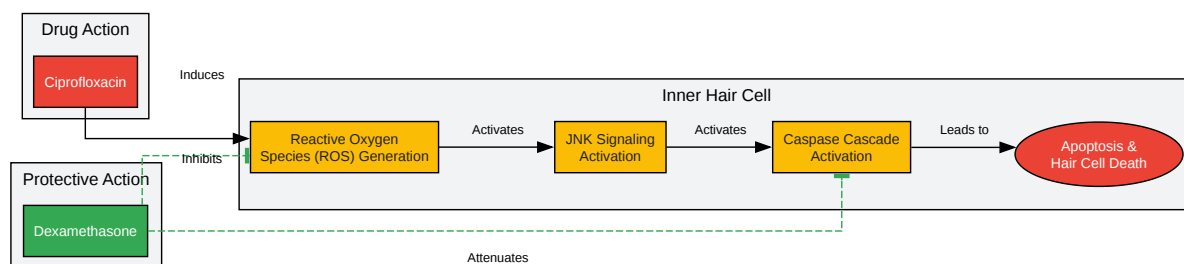 Drug Action
Ciprofloxacin
Induces
Inner Hair Cell
Reactive Oxygen
Species (ROS) Generation
Activates
JNK Signaling
Activation
Activates
Caspase Cascade
Activation
Leads to
Apoptosis &
Hair Cell Death
Inhibits
Protective Action
Dexamethasone
Attenuates